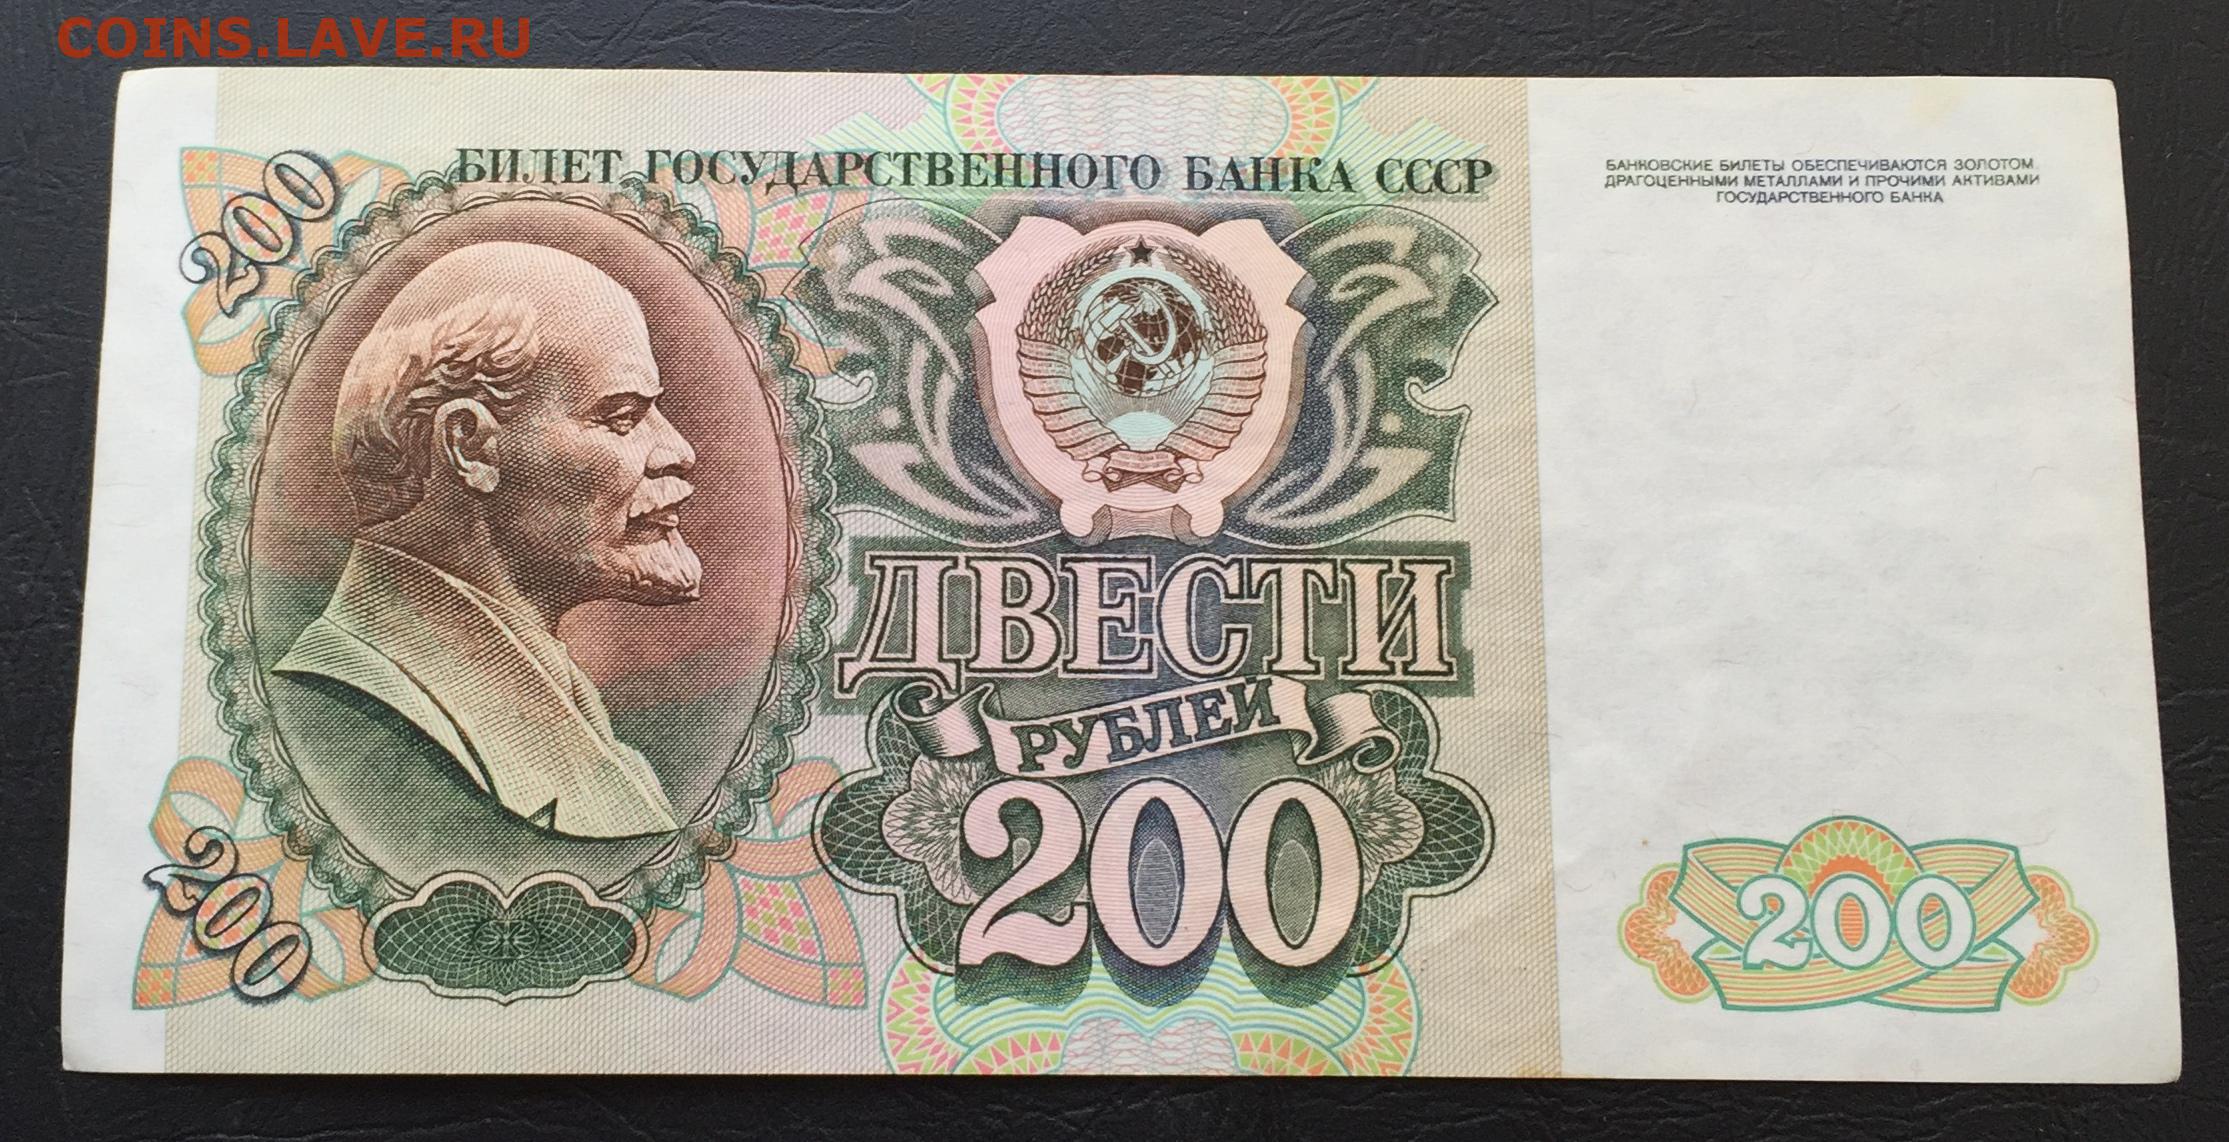 COINS.LAVE.RU
БИЛЕТ ГОСУДАРСТВЕННОГО БАНКА СССР
БАНКОВСКИЕ БИЛЕТЫ ОБЕСПЕЧИВАЮТСЯ ЗОЛОТОМ,
ДРАГОЦЕННЫМИ МЕТАЛЛАМИ И ПРОЧИМИ АКТИВАМИ
ГОСУДАРСТВЕННОГО БАНКА
200
ДВЕСТИ
РУБЛЕЙ
200
200
200